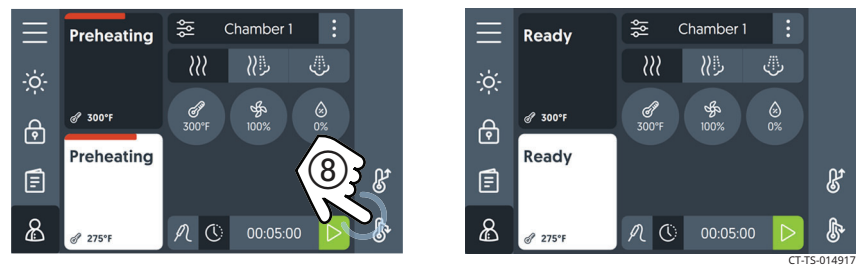 Preheating
300°F
Preheating
275°F
Chamber 1
300°F
100%
0%
00:05:00
8
Ready
300°F
Ready
275°F
Chamber 1
300°F
100%
0%
00:05:00
CT-TS-014917